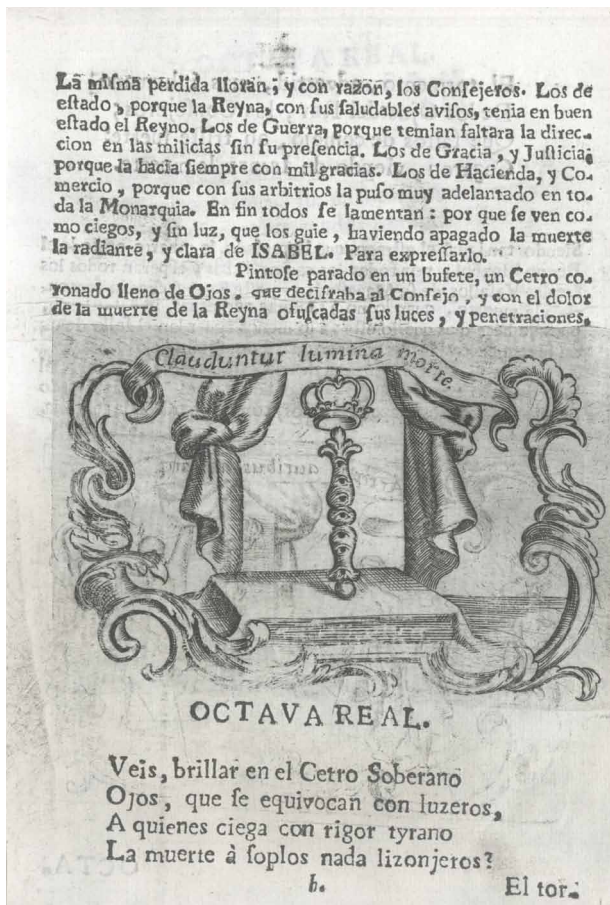 La misma pérdida lloran; y con razon, los Consejeros. Los de
estado, porque la Reyna, con sus saludables avisos, tenia en buen
estado el Reyno. Los de Guerra, porque temian faltara la direc-
cion en las milicias sin su presencia. Los de Gracia, y Justicia;
porque la hacia siempre con mil gracias. Los de Hacienda, y Co-
mercio, porque con sus arbitrios la puso muy adelantado en to-
da la Monarquia. En fin todos se lamentan: por que se ven co-
mo ciegos, y sin luz, que los guie, haviendo apagado la muerte
la radiante, y clara de ISABEL. Para expressarlo.
Pintose parado en un bufete, un Cetro co-
ronado lleno de Ojos, que decifraba al Consejo, y con el dolor
de la muerte de la Reyna ofuscadas sus luces, y penetraciones.
Clauduntur lumina morte.
OCTAVA REAL.
Veis, brillar en el Cetro Soberano
Ojos, que se equivocan con luzeros,
A quienes ciega con rigor tyrano
La muerte à soplos nada lizonjeros?
h.
El tor-